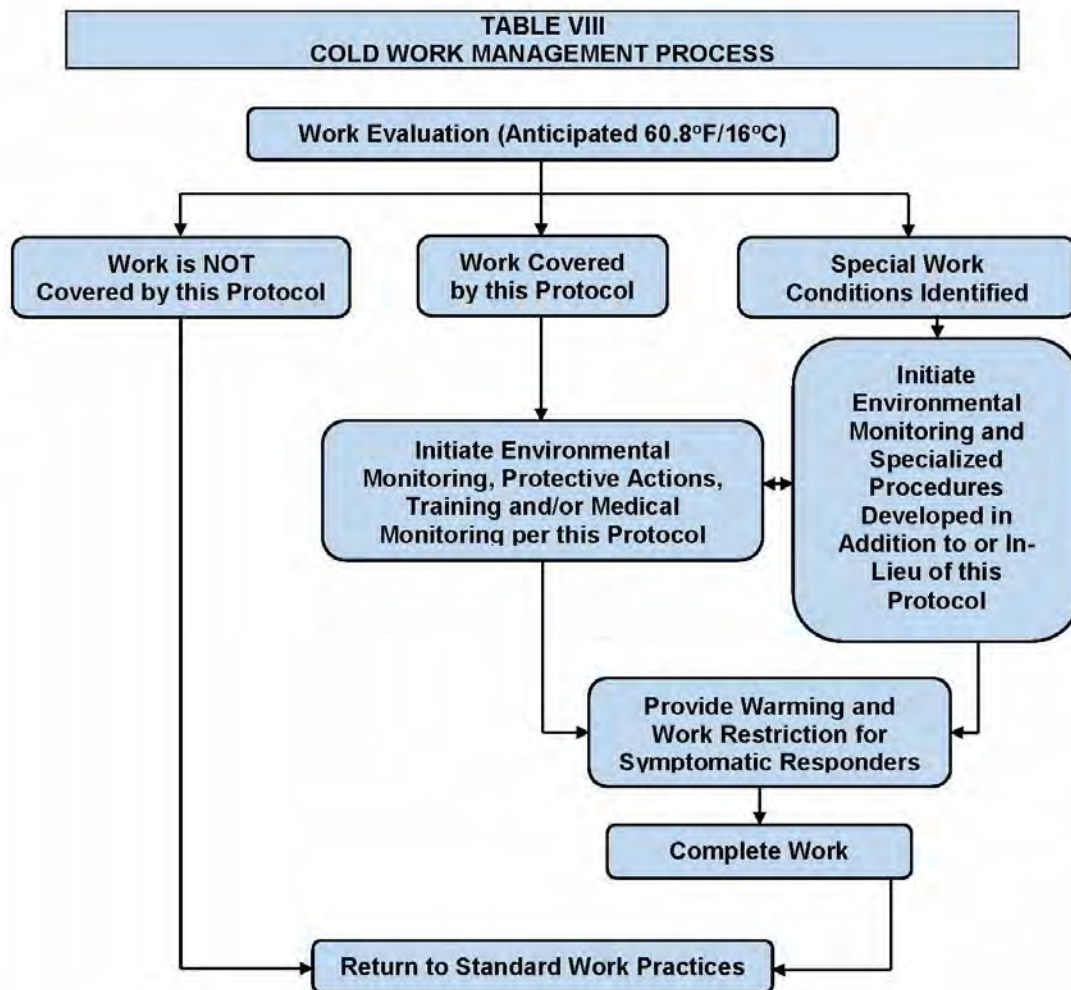 TABLE VIII
COLD WORK MANAGEMENT PROCESS
Work Evaluation (Anticipated 60.8ºF/16ºC)
Work is NOT
Covered by this Protocol
Work Covered
by this Protocol
Special Work
Conditions Identified
Initiate Environmental
Monitoring, Protective Actions,
Training and/or Medical
Monitoring per this Protocol
Initiate
Environmental
Monitoring and
Specialized
Procedures
Developed in
Addition to or In-
Lieu of this
Protocol
Provide Warming and
Work Restriction for
Symptomatic Responders
Complete Work
Return to Standard Work Practices